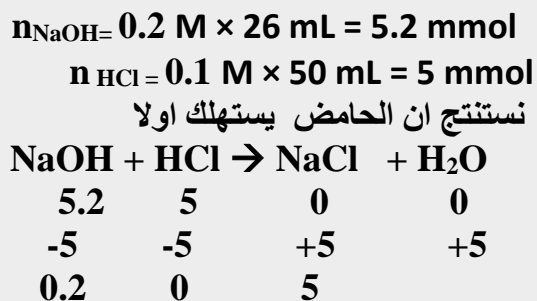 nNaOH= 0.2 M × 26 mL = 5.2 mmol
n HCl = 0.1 M × 50 mL = 5 mmol
نستنتج ان الحامض يستهلك اولا
NaOH + HCl → NaCl + H₂O
5.2 5 0 0
-5 -5 +5 +5
0.2 0 5